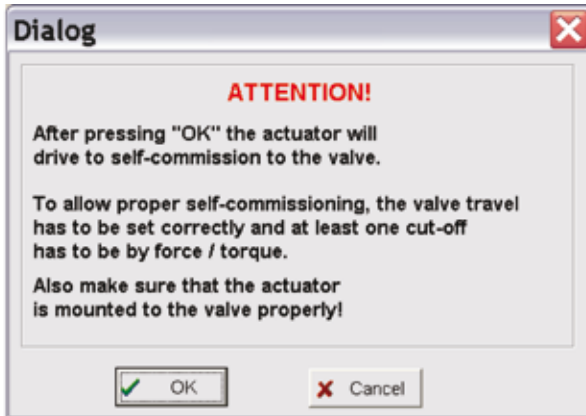 Dialog
ATTENTION!
After pressing "OK" the actuator will
drive to self-commission to the valve.
To allow proper self-commissioning, the valve travel
has to be set correctly and at least one cut-off
has to be by force / torque.
Also make sure that the actuator
is mounted to the valve properly!
OK
Cancel